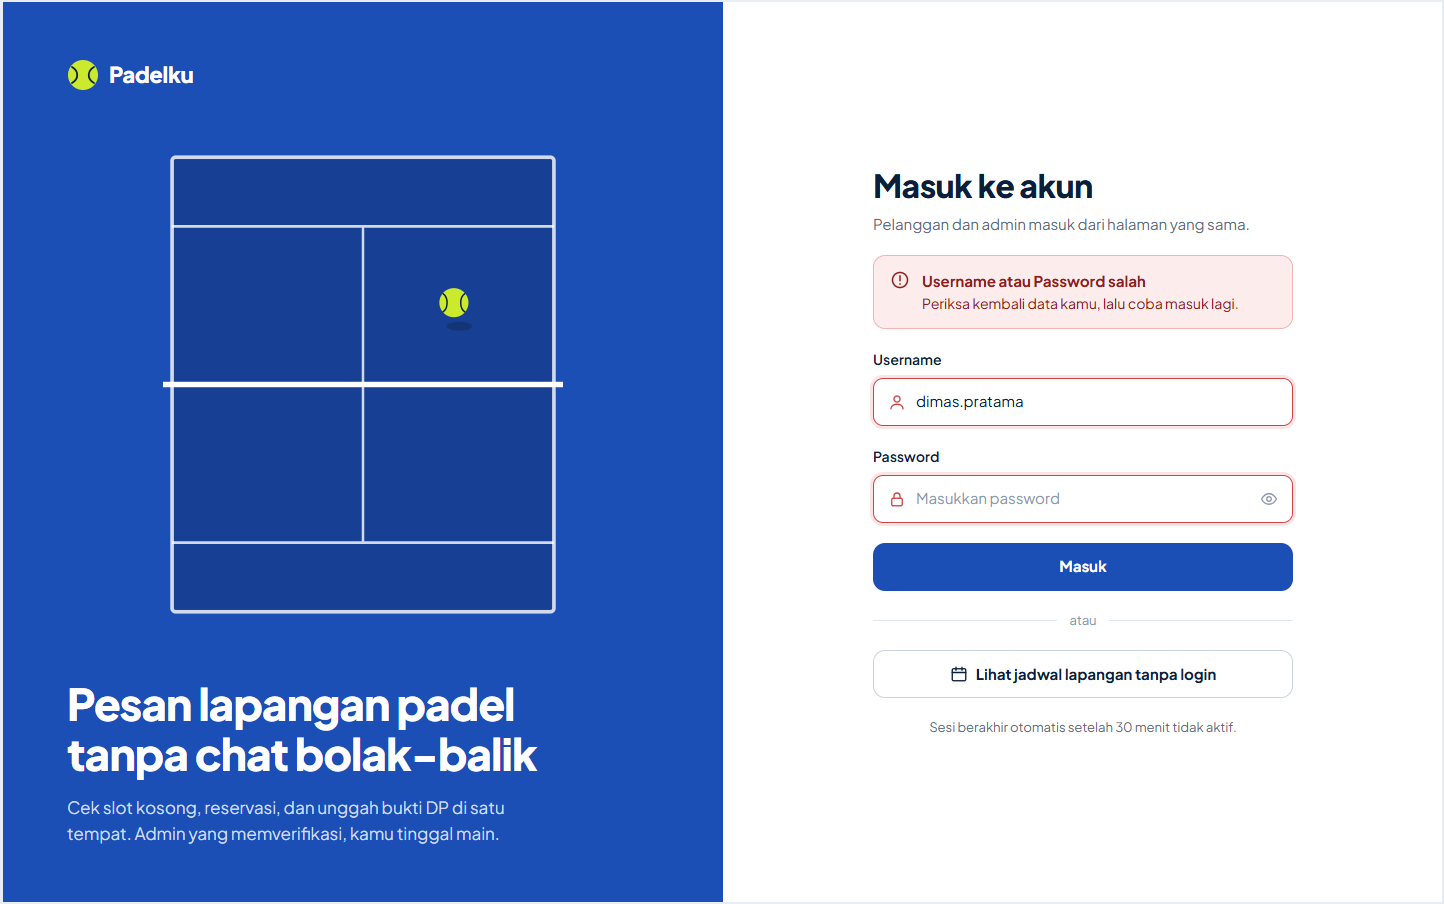 Padelku
Pesan lapangan padel
tanpa chat bolak-balik
Cek slot kosong, reservasi, dan unggah bukti DP di satu
tempat. Admin yang memverifikasi, kamu tinggal main.
Masuk ke akun
Pelanggan dan admin masuk dari halaman yang sama.
Username atau Password salah
Periksa kembali data kamu, lalu coba masuk lagi.
Username
dimas.pratama
Password
Masukkan password
Masuk
atau
Lihat jadwal lapangan tanpa login
Sesi berakhir otomatis setelah 30 menit tidak aktif.